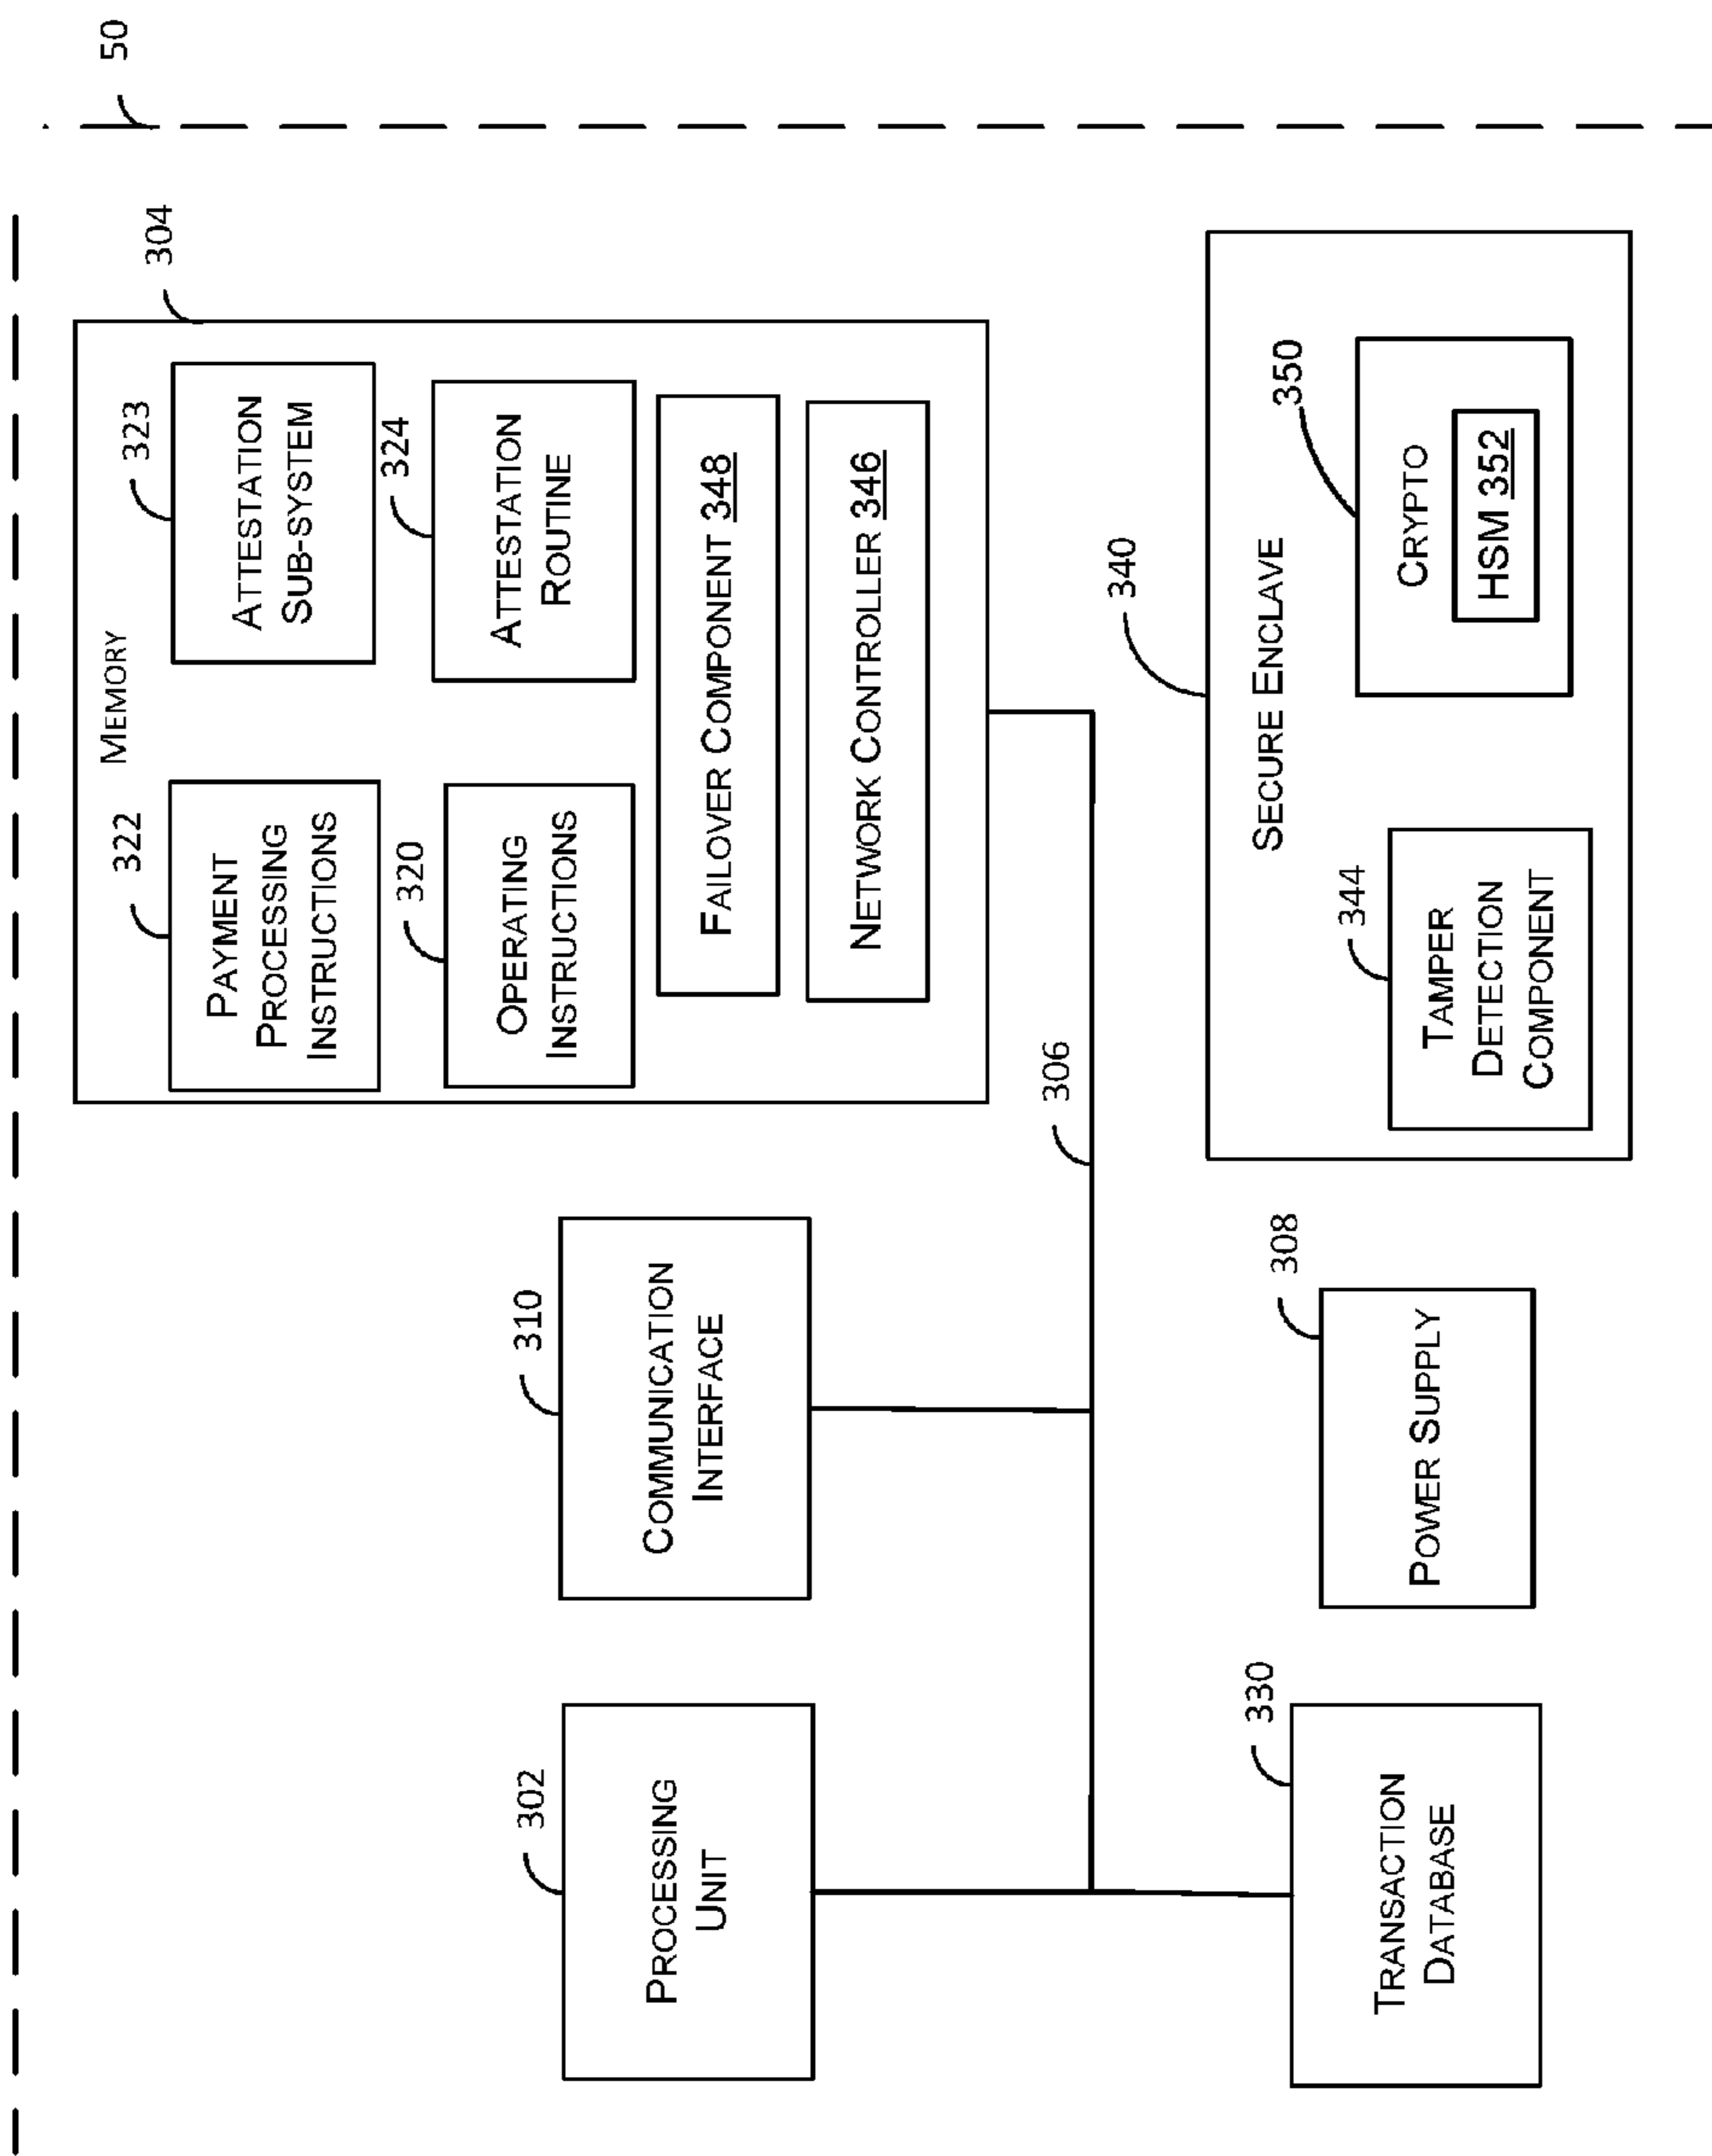 50
304
MEMORY
322
PAYMENT
PROCESSING
INSTRUCTIONS
323
ATTESTATION
SUB-SYSTEM
320
OPERATING
INSTRUCTIONS
324
ATTESTATION
ROUTINE
FAILOVER COMPONENT 348
NETWORK CONTROLLER 346
302
PROCESSING
UNIT
310
COMMUNICATION
INTERFACE
306
330
TRANSACTION
DATABASE
308
POWER SUPPLY
340
SECURE ENCLAVE
344
TAMPER
DETECTION
COMPONENT
350
CRYPTO
HSM 352